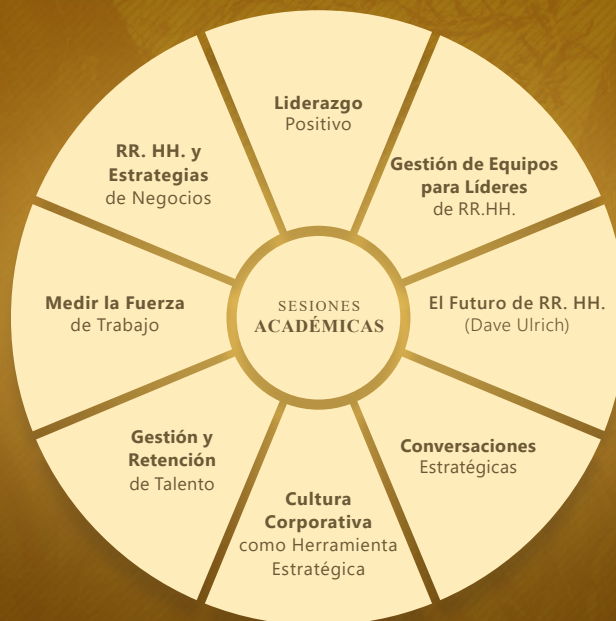 Liderazgo
Positivo
Gestión de Equipos
para Líderes
de RR.HH.
El Futuro de RR. HH.
(Dave Ulrich)
Conversaciones
Estratégicas
Cultura
Corporativa
como Herramienta
Estratégica
Gestión y
Retención
de Talento
Medir la Fuerza
de Trabajo
RR. HH. y
Estrategias
de Negocios
SESIONES
ACADÉMICAS